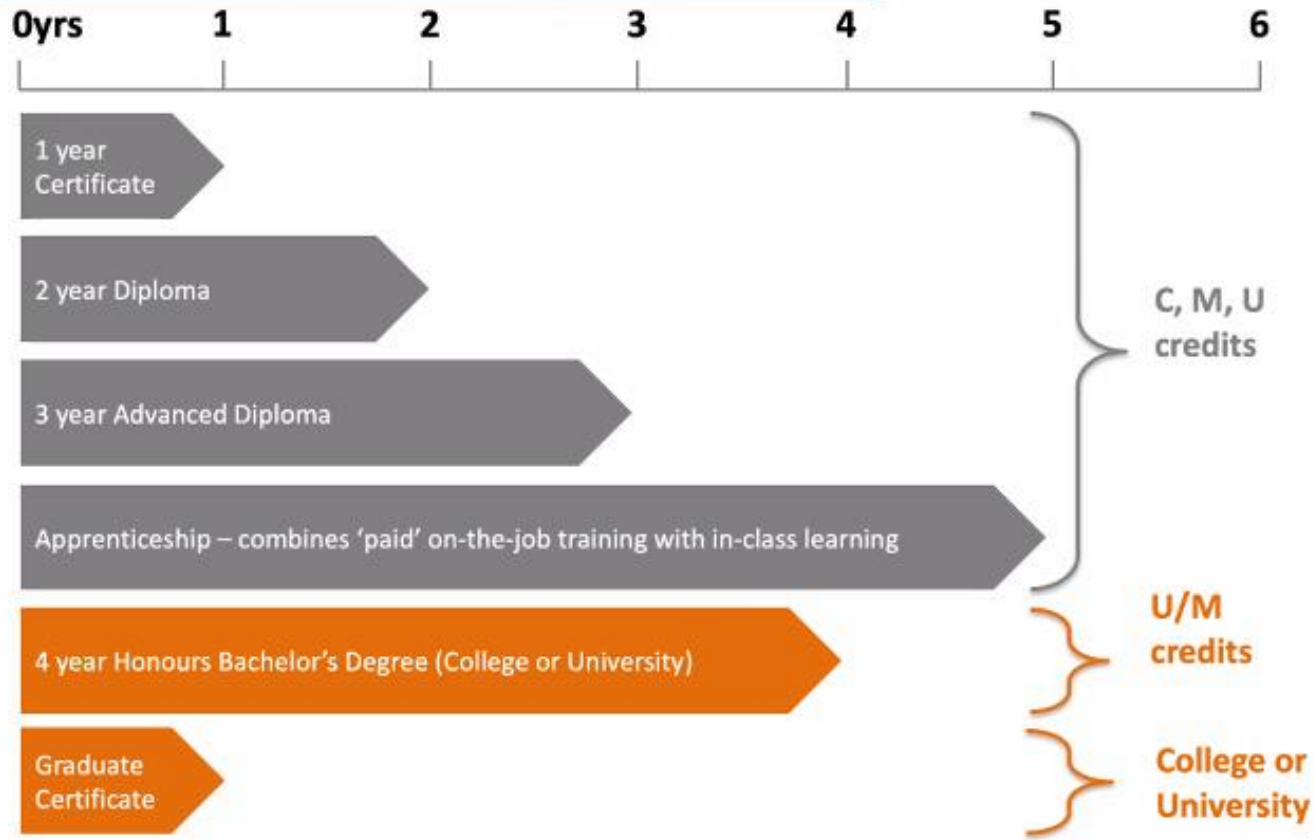 0yrs 1 2 3 4 5 6
1 year
Certificate
2 year Diploma
3 year Advanced Diploma
Apprenticeship – combines ‘paid’ on-the-job training with in-class learning
C, M, U
credits
4 year Honours Bachelor’s Degree (College or University)
U/M
credits
Graduate
Certificate
College or
University